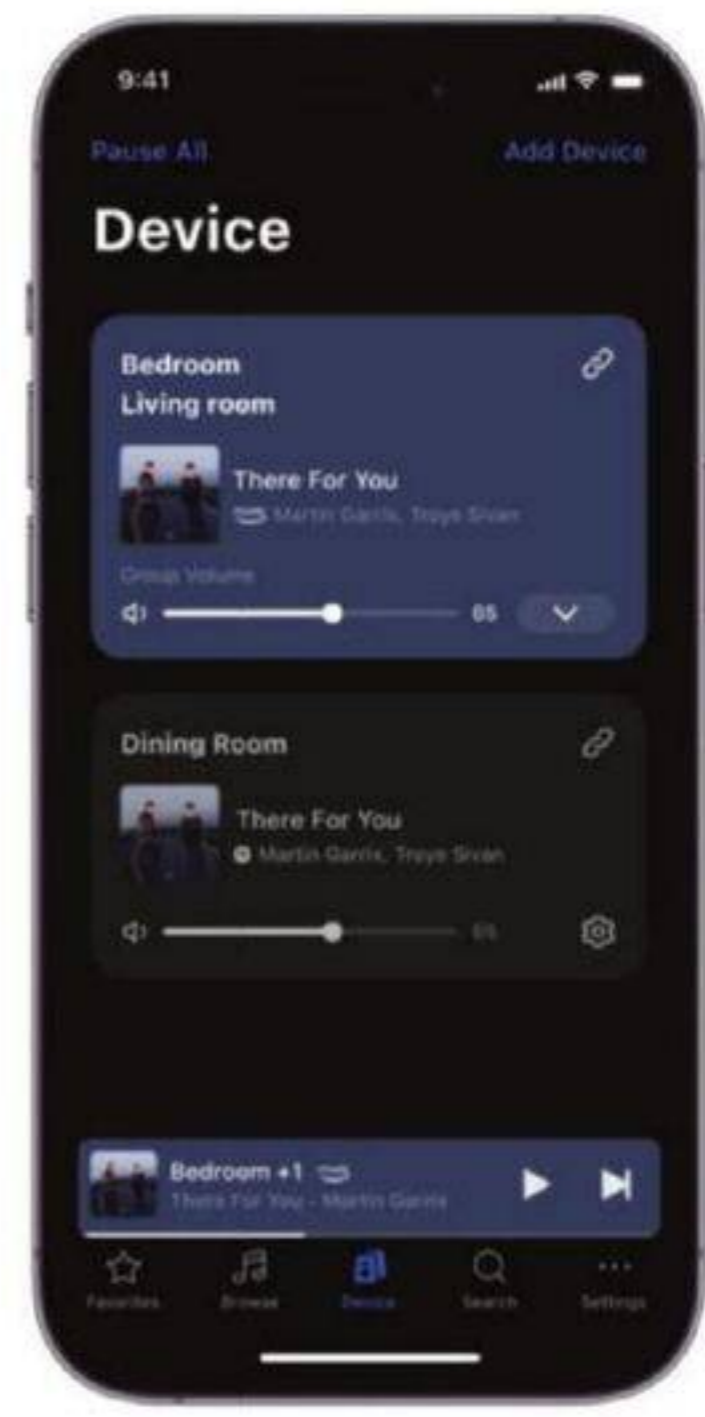 9:41
Pause All
Add Device
Device
Bedroom
Living room
There For You
Martin Garrix, Troye Sivan
Group Volume
65
Dining Room
There For You
Martin Garrix, Troye Sivan
65
Bedroom +1
There For You - Martin Garrix
Favorites
Browse
Device
Search
Settings